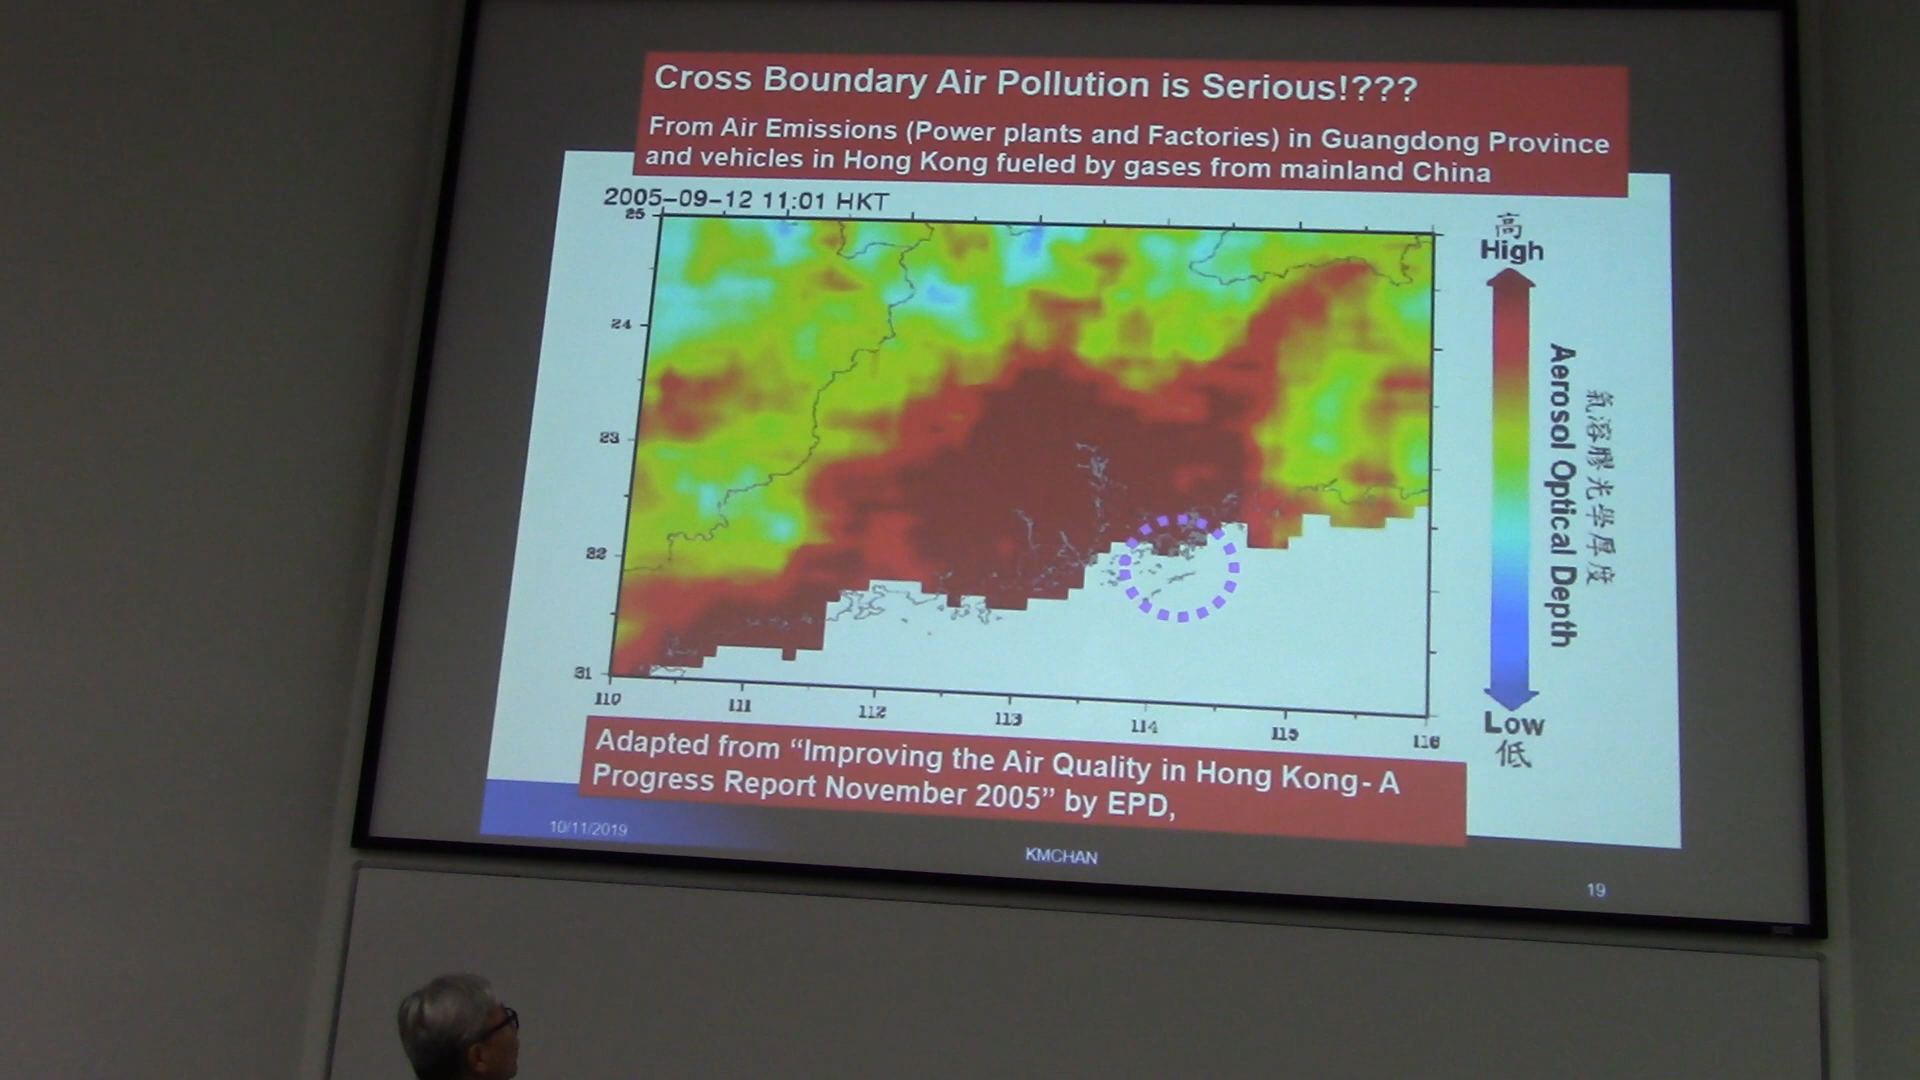 Cross Boundary Air Pollution is Serious!???
From Air Emissions (Power plants and Factories) in Guangdong Province
and vehicles in Hong Kong fueled by gases from mainland China
2005-09-12 11:01 HKT
25
24
23
22
21
110
111
112
113
114
115
116
高
High
Aerosol Optical Depth
氣溶膠光學厚度
Low
低
Adapted from “Improving the Air Quality in Hong Kong- A
Progress Report November 2005” by EPD,
10/11/2019
KMCHAN
19